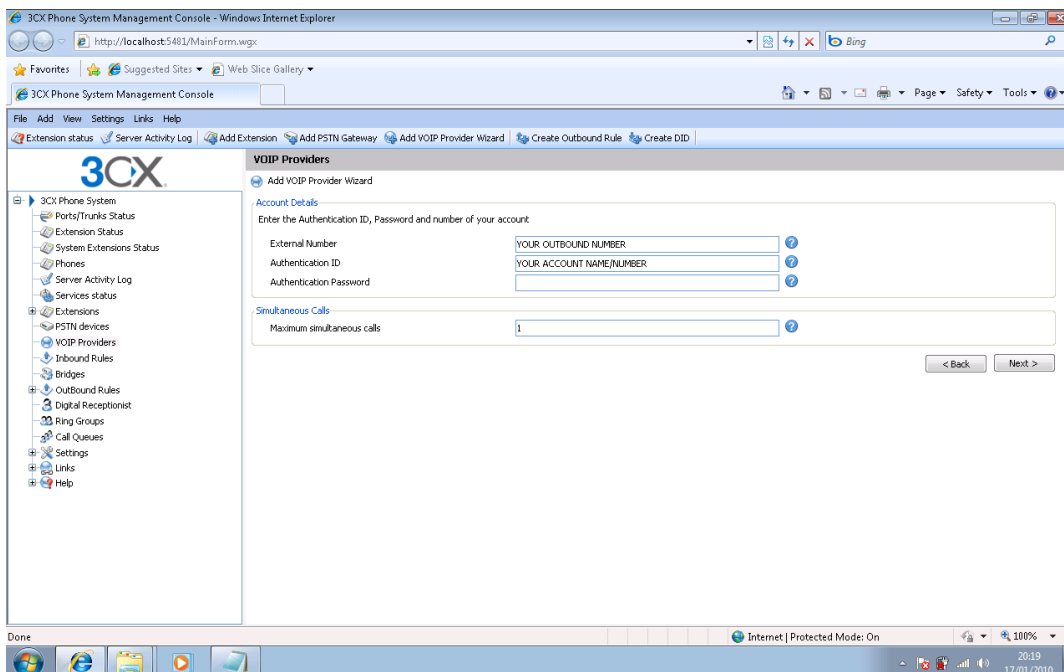 3CX Phone System Management Console - Windows Internet Explorer
http://localhost:5481/MainForm.wgx
Bing
Favorites Suggested Sites Web Slice Gallery
3CX Phone System Management Console
Page Safety Tools
File Add View Settings Links Help
Extension status Server Activity Log Add Extension Add PSTN Gateway Add VOIP Provider Wizard Create Outbound Rule Create DID
3CX
3CX Phone System
Ports/Trunks Status
Extension Status
System Extensions Status
Phones
Server Activity Log
Services status
Extensions
PSTN devices
VOIP Providers
Inbound Rules
Bridges
OutBound Rules
Digital Receptionist
Ring Groups
Call Queues
Settings
Links
Help
VOIP Providers
Add VOIP Provider Wizard
Account Details
Enter the Authentication ID, Password and number of your account
External Number YOUR OUTBOUND NUMBER
Authentication ID YOUR ACCOUNT NAME/NUMBER
Authentication Password
Simultaneous Calls
Maximum simultaneous calls 1
< Back Next >
Done Internet | Protected Mode: On 100%
20:19
17/01/2010